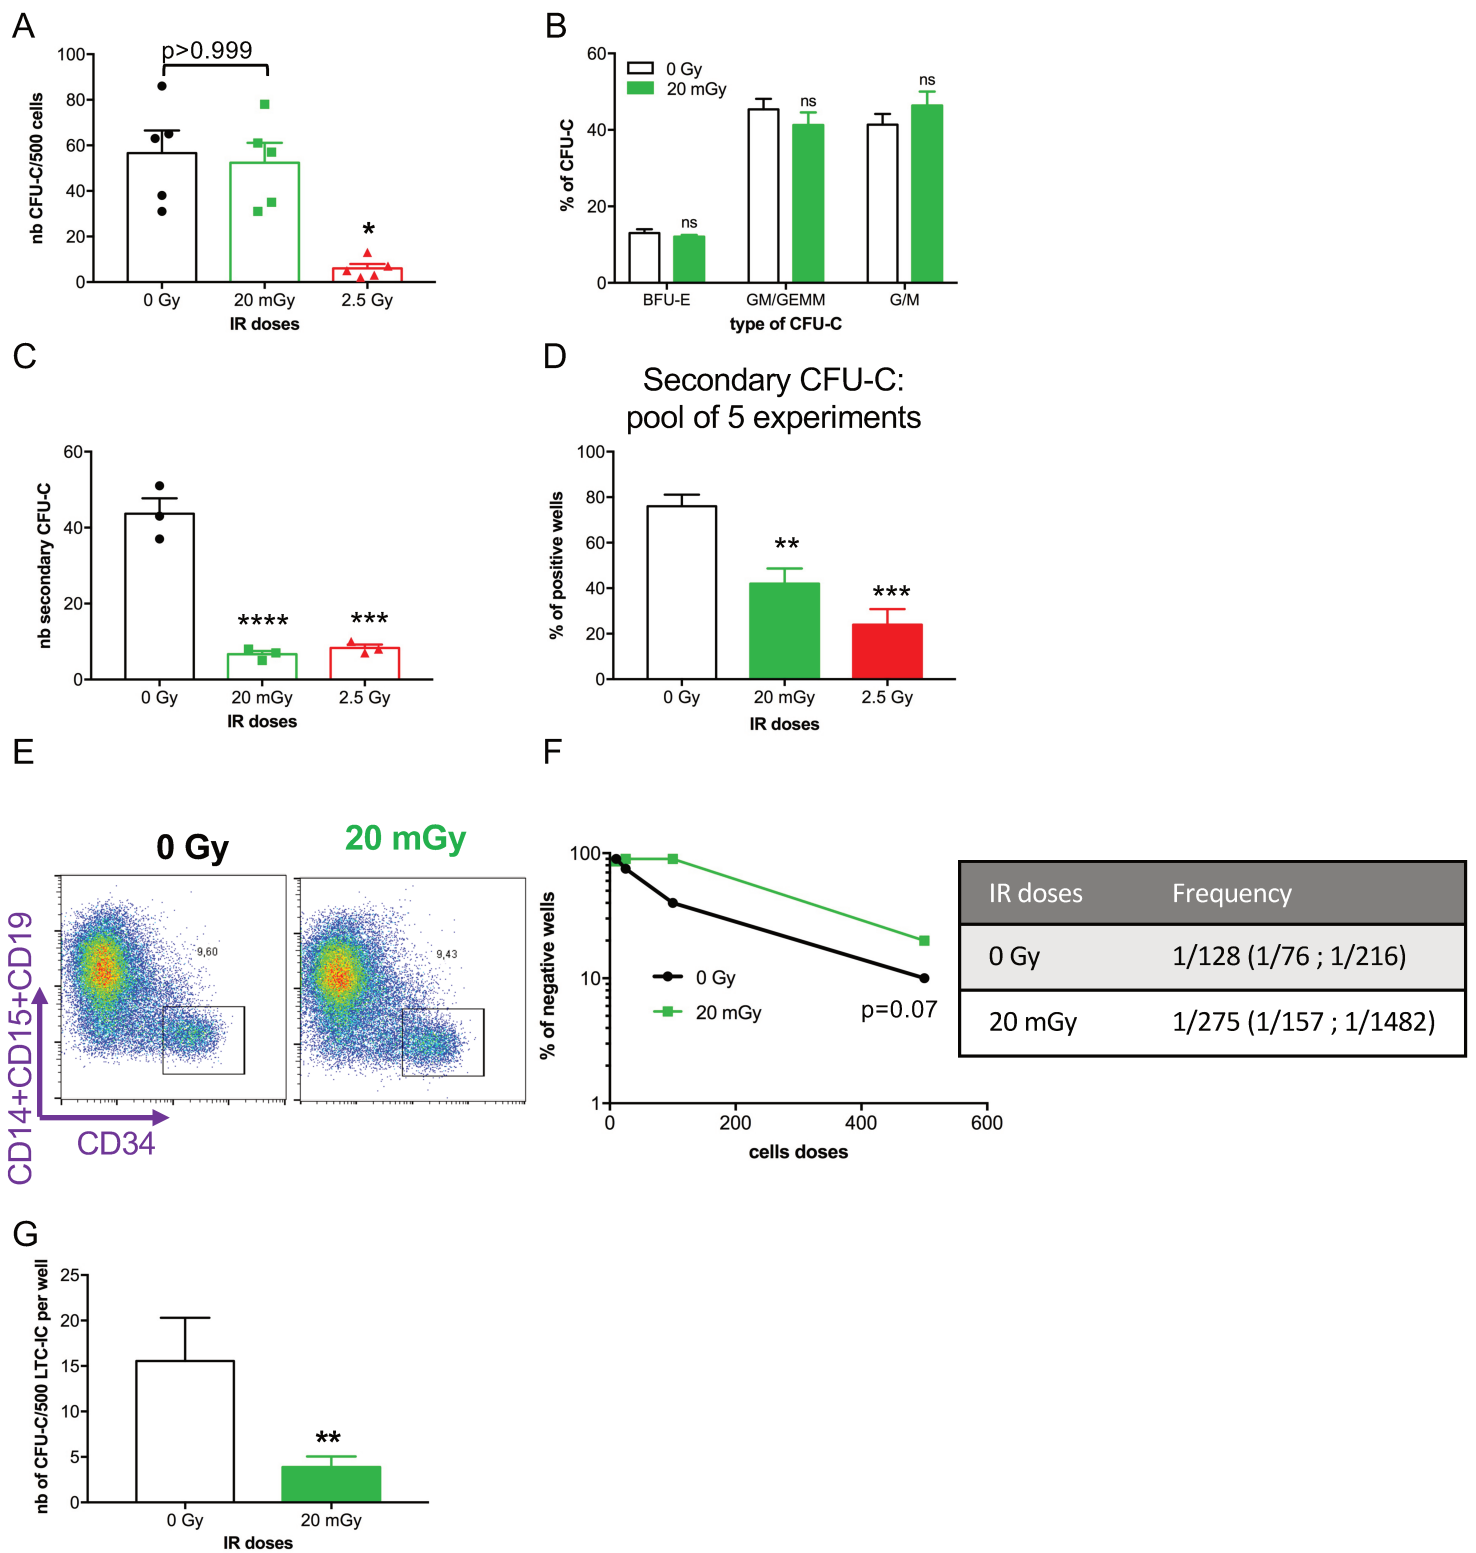 A
p>0.999
nb CFU-C/500 cells
100
80
60
40
20
0
*
0 Gy
20 mGy
2.5 Gy
IR doses
B
% of CFU-C
60
40
20
0
0 Gy
20 mGy
ns
ns
ns
BFU-E
GM/GEMM
G/M
type of CFU-C
C
nb secondary CFU-C
60
40
20
0
****
***
0 Gy
20 mGy
2.5 Gy
IR doses
D
Secondary CFU-C:
pool of 5 experiments
% of positive wells
100
80
60
40
20
0
**
***
0 Gy
20 mGy
2.5 Gy
IR doses
E
0 Gy
20 mGy
9,60
9,43
CD14+CD15+CD19
CD34
F
% of negative wells
100
10
1
0 Gy
20 mGy
p=0.07
0
200
400
600
cells doses
IR doses Frequency
0 Gy 1/128 (1/76 ; 1/216)
20 mGy 1/275 (1/157 ; 1/1482)
G
nb of CFU-C/500 LTC-IC per well
25
20
15
10
5
0
**
0 Gy
20 mGy
IR doses